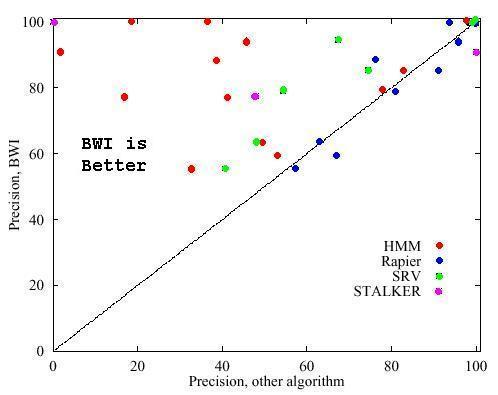 100
80
60
40
20
0
Precision, BWI
BWI is
Better
HMM
Rapier
SRV
STALKER
0
20
40
60
80
100
Precision, other algorithm